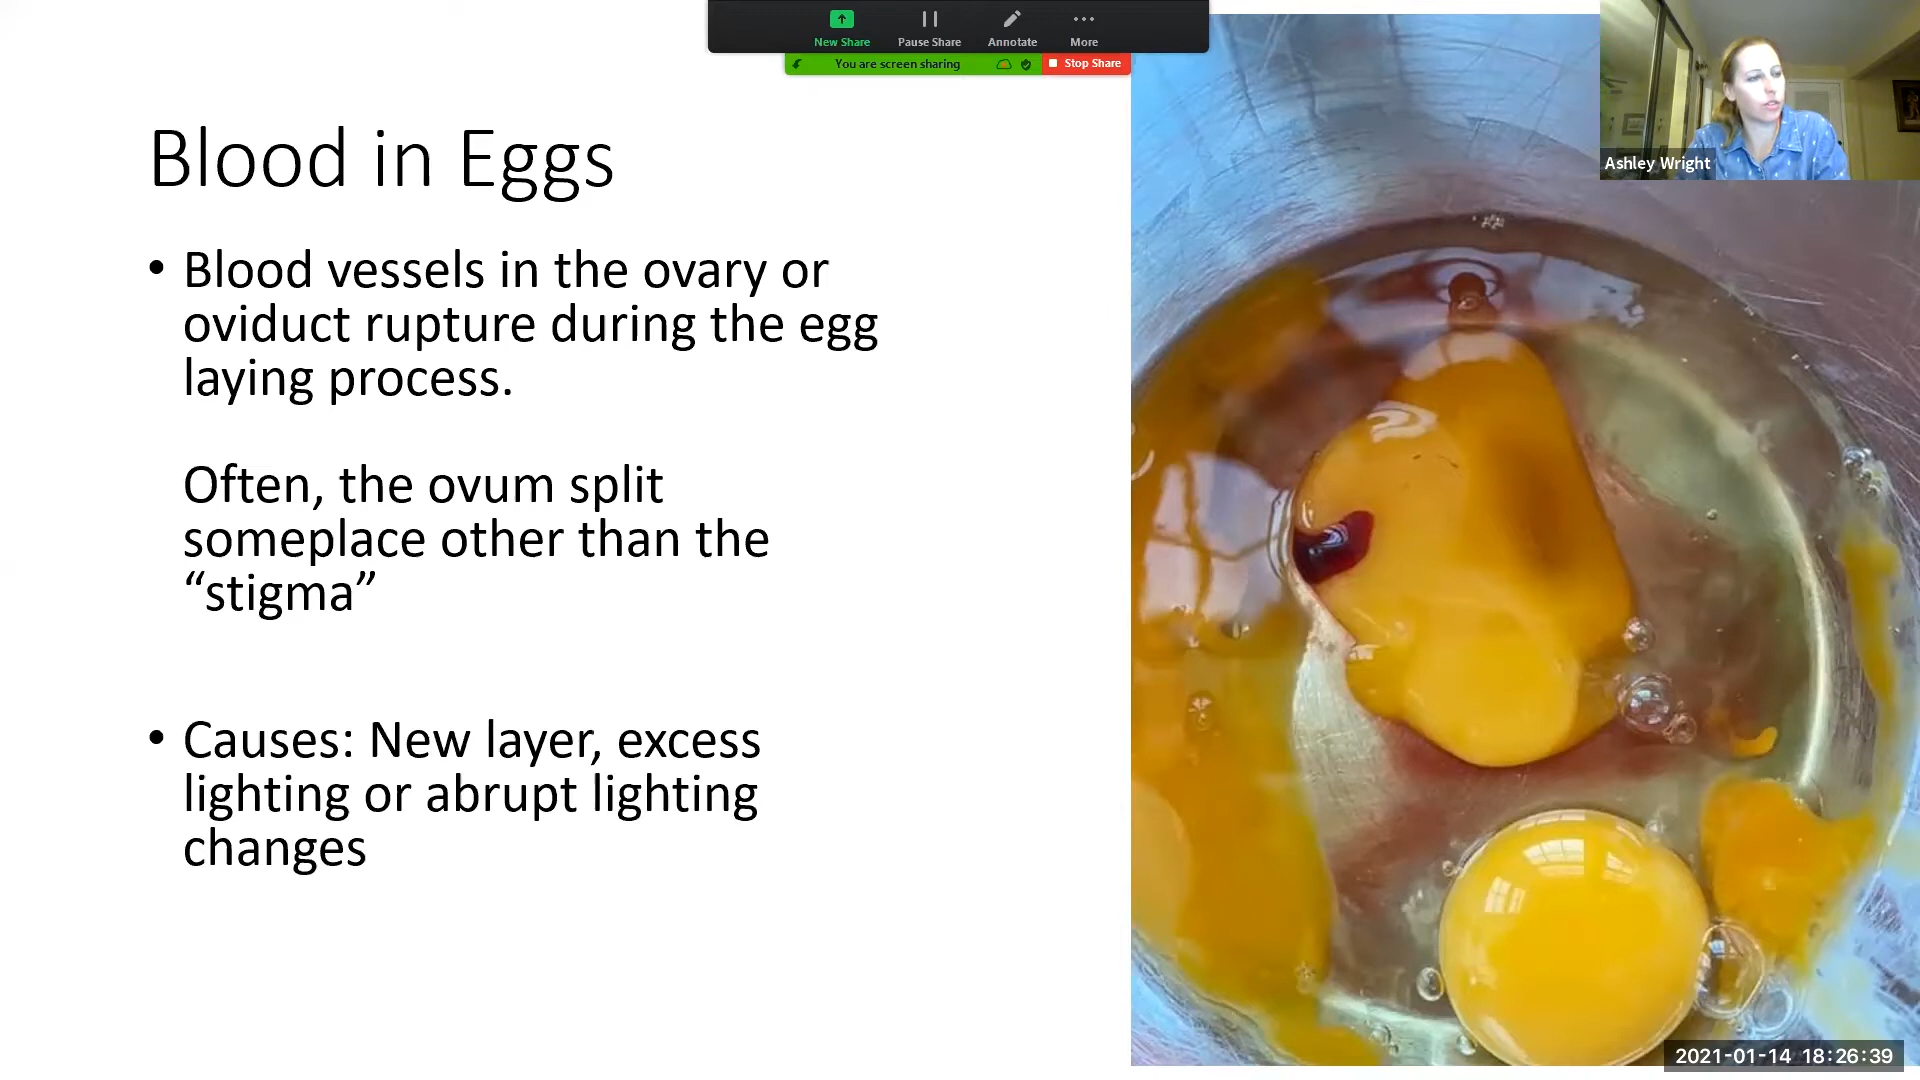 New Share Pause Share Annotate More
You are screen sharing Stop Share
Ashley Wright
Blood in Eggs
• Blood vessels in the ovary or
oviduct rupture during the egg
laying process.
Often, the ovum split
someplace other than the
“stigma”
• Causes: New layer, excess
lighting or abrupt lighting
changes
2021-01-14 18:26:39